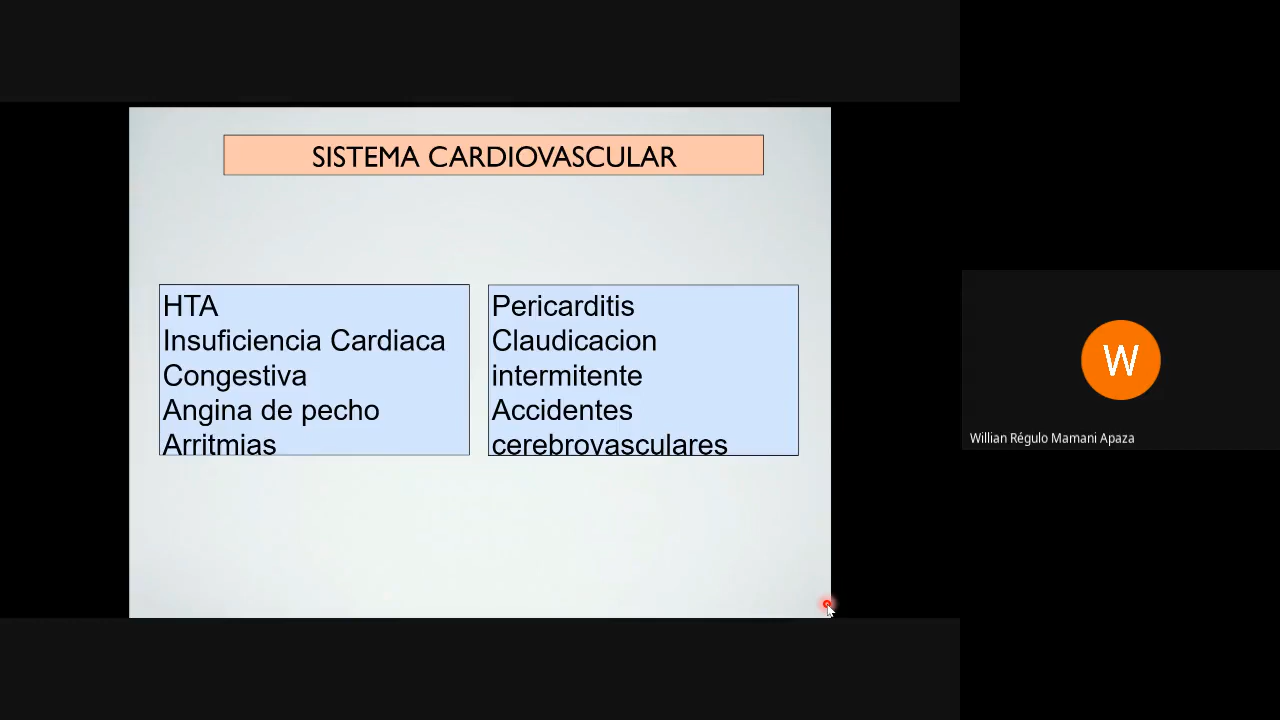 SISTEMA CARDIOVASCULAR
HTA
Insuficiencia Cardiaca
Congestiva
Angina de pecho
Arritmias
Pericarditis
Claudicacion
intermitente
Accidentes
cerebrovasculares
W
Willian Régulo Mamani Apaza